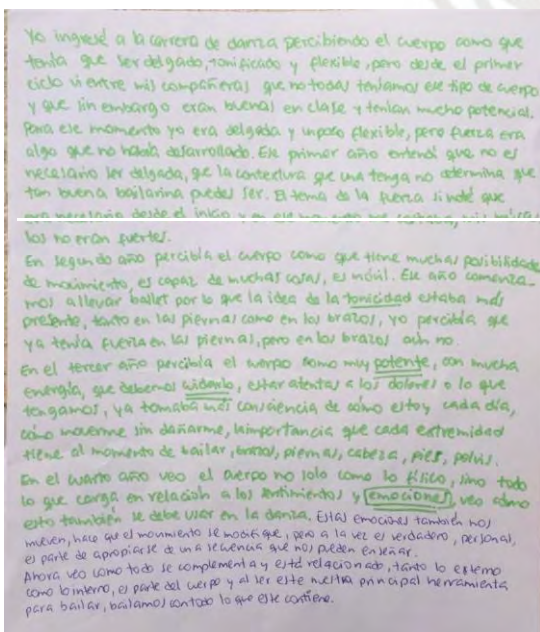 Yo ingresé a la carrera de danza percibiendo el cuerpo como que
tenía que ser delgado, tonificado y flexible, pero desde el primer
ciclo vi entre mis compañeras que no todas teníamos ese tipo de cuerpo
y que sin embargo eran buenas en clase y tenían mucho potencial.
Para ese momento yo era delgada y un poco flexible, pero fuerza era
algo que no había desarrollado. Ese primer año entendí que no es
necesario ser delgada, que la contextura que una tenga no determina que
tan buena bailarina puedes ser. El tema de la fuerza si noté que
era necesario desde el inicio y en ese momento
los no eran fuertes.
En segundo año percibía el cuerpo como que tiene muchas posibilidades
de movimiento, es capaz de muchas cosas, es móvil. Ese año comenza-
mos a llevar ballet por lo que la idea de la tonicidad estaba más
presente, tanto en las piernas como en los brazos, yo percibía que
ya tenía fuerza en las piernas, pero en los brazos aún no.
En el tercer año percibía el cuerpo como muy potente, con mucha
energía, que debemos cuidarlo, estar atentas a los dolores o lo que
tengamos, ya tomaba más consciencia de cómo estoy cada día,
cómo moverme sin dañarme, la importancia que cada extremidad
tiene al momento de bailar, brazos, piernas, cabeza, pies, pelvis.
En el cuarto año veo el cuerpo no solo como lo físico, sino todo
lo que carga en relación a los sentimientos y emociones, veo cómo
esto también se debe usar en la danza. Estas emociones también nos
mueven, hace que el movimiento se modifique, pero a la vez es verdadero, personal,
es parte de apropiarse de una secuencia que nos pueden enseñar.
Ahora veo como todo se complementa y está relacionado, tanto lo externo
como lo interno, es parte del cuerpo y al ser este nuestra principal herramienta
para bailar, bailamos con todo lo que este contiene.